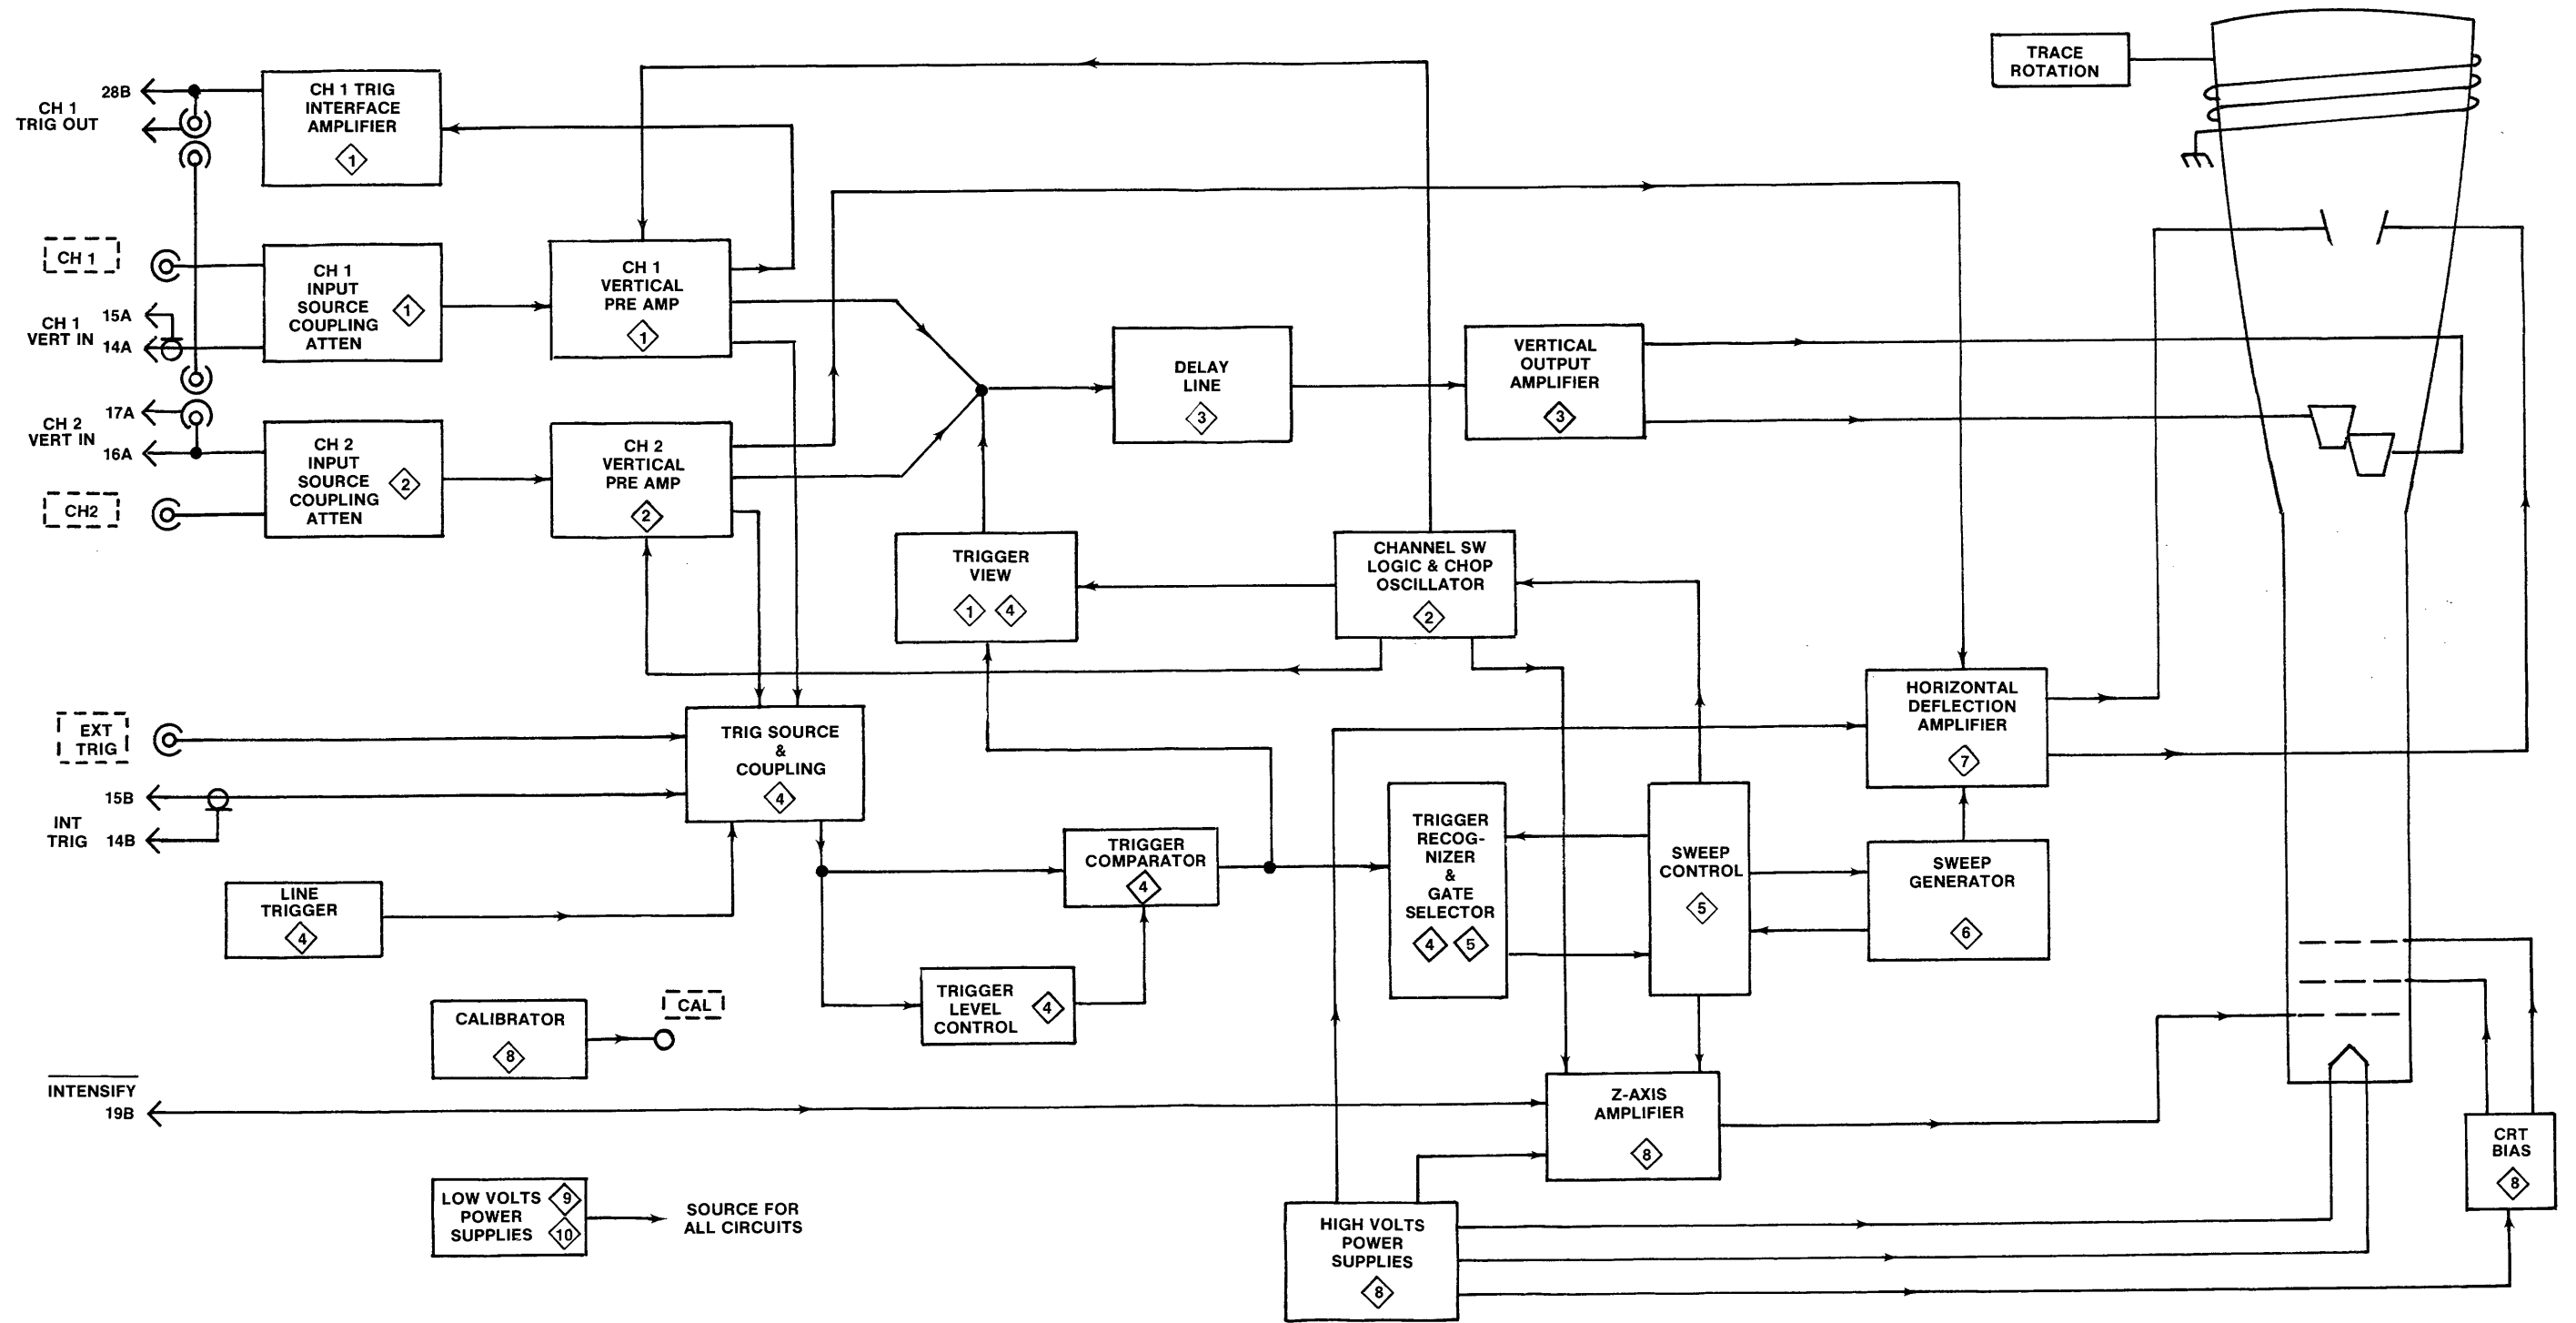 TRACE
ROTATION
28B
CH 1
TRIG OUT
CH 1 TRIG
INTERFACE
AMPLIFIER
1
CH 1
15A
CH 1
VERT IN
14A
CH 1
INPUT
SOURCE
COUPLING
ATTEN
1
CH 1
VERTICAL
PRE AMP
1
DELAY
LINE
3
VERTICAL
OUTPUT
AMPLIFIER
3
17A
CH 2
VERT IN
16A
CH2
CH 2
INPUT
SOURCE
COUPLING
ATTEN
2
CH 2
VERTICAL
PRE AMP
2
TRIGGER
VIEW
1 4
CHANNEL SW
LOGIC & CHOP
OSCILLATOR
2
HORIZONTAL
DEFLECTION
AMPLIFIER
7
EXT
TRIG
15B
INT
TRIG
14B
TRIG SOURCE
&
COUPLING
4
LINE
TRIGGER
4
TRIGGER
COMPARATOR
4
TRIGGER
RECOG-
NIZER
&
GATE
SELECTOR
4 5
SWEEP
CONTROL
5
SWEEP
GENERATOR
6
TRIGGER
LEVEL
CONTROL
4
CALIBRATOR
8
CAL
INTENSIFY
19B
Z-AXIS
AMPLIFIER
8
CRT
BIAS
8
LOW VOLTS
POWER
SUPPLIES
9
10
SOURCE FOR
ALL CIRCUITS
HIGH VOLTS
POWER
SUPPLIES
8